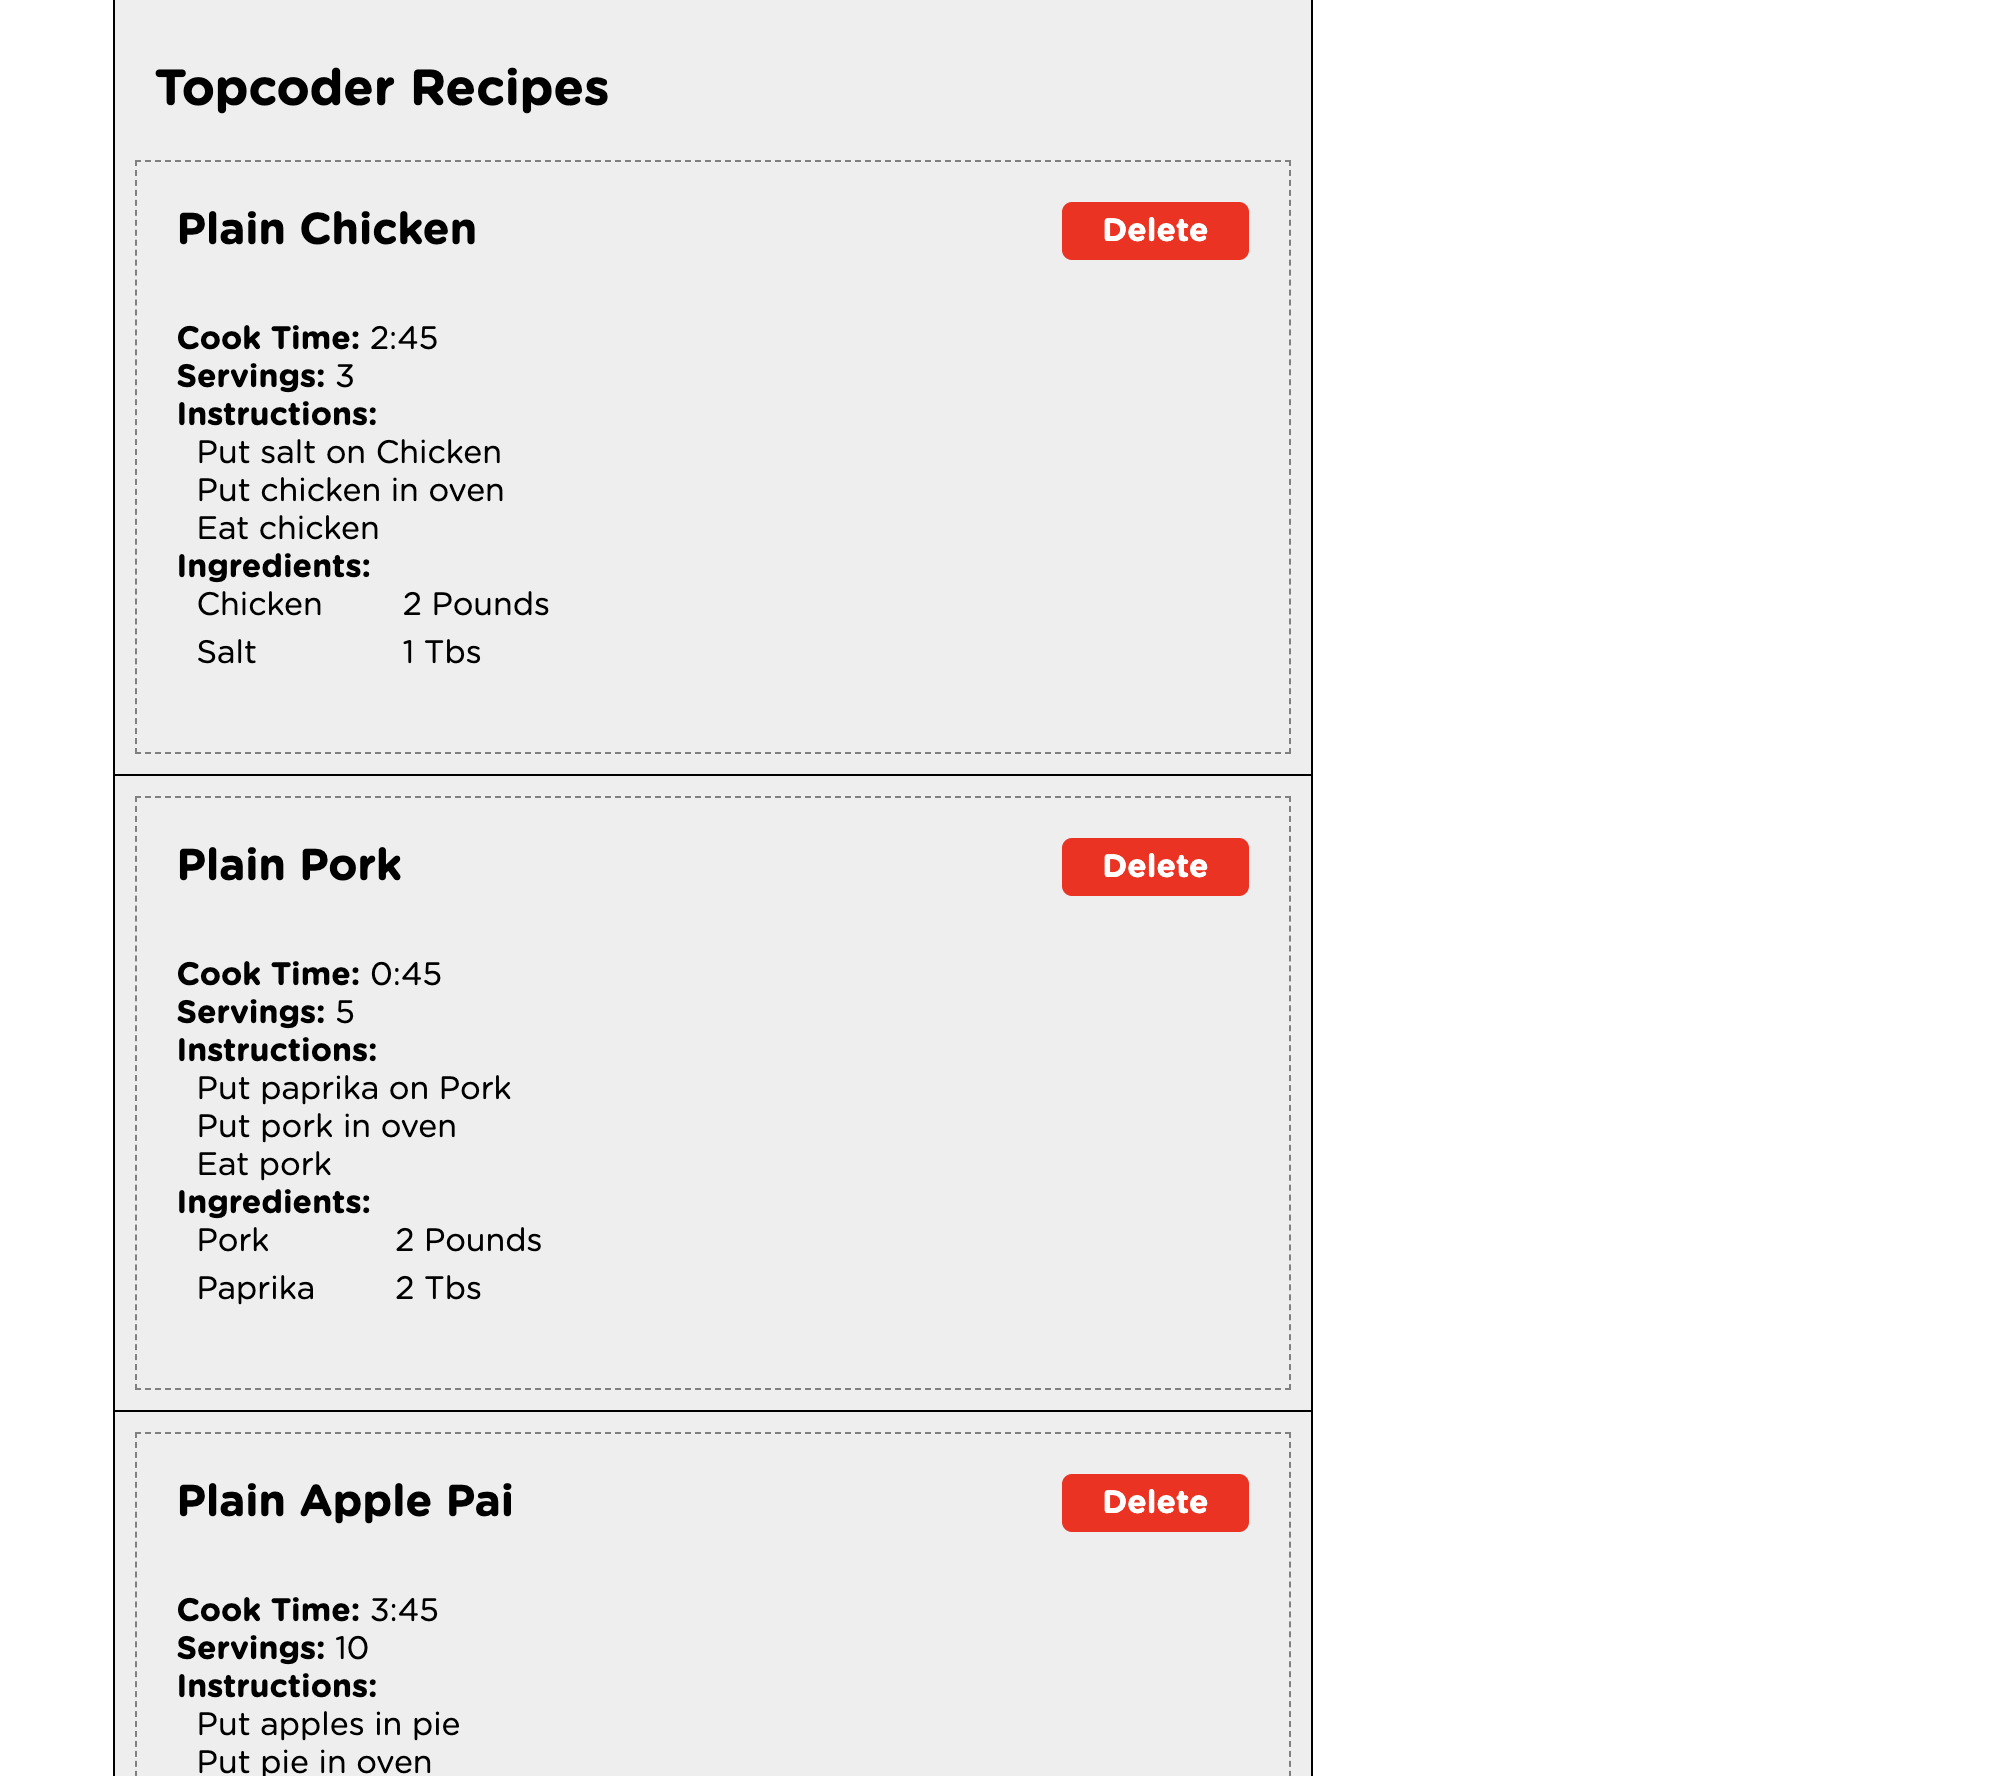 Topcoder Recipes
Plain Chicken
Delete
Cook Time: 2:45
Servings: 3
Instructions:
Put salt on Chicken
Put chicken in oven
Eat chicken
Ingredients:
Chicken 2 Pounds
Salt 1 Tbs
Plain Pork
Delete
Cook Time: 0:45
Servings: 5
Instructions:
Put paprika on Pork
Put pork in oven
Eat pork
Ingredients:
Pork 2 Pounds
Paprika 2 Tbs
Plain Apple Pai
Delete
Cook Time: 3:45
Servings: 10
Instructions:
Put apples in pie
Put pie in oven